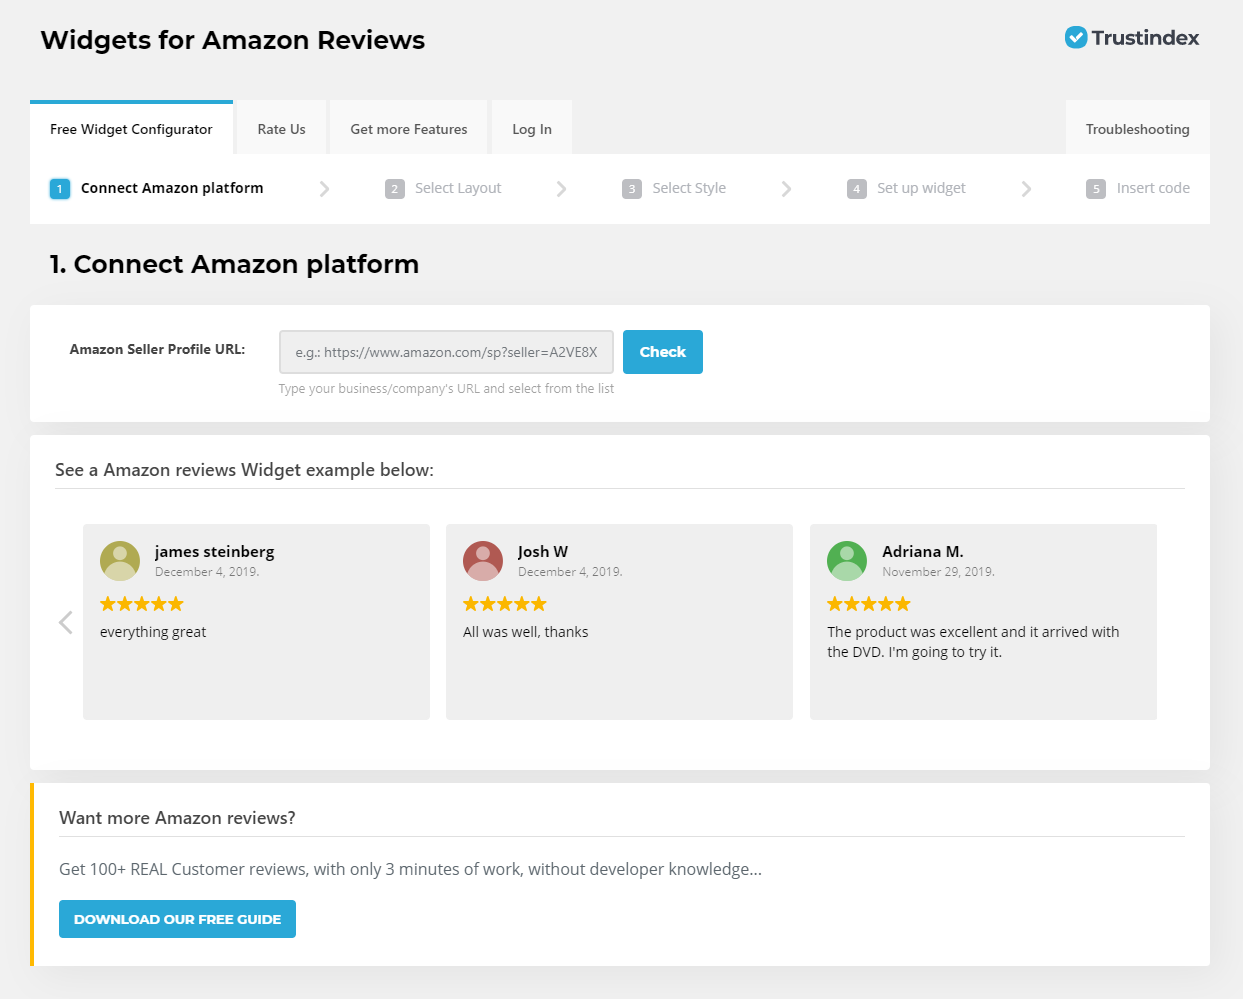 Widgets for Amazon Reviews
Trustindex
Free Widget Configurator
Rate Us
Get more Features
Log In
Troubleshooting
1 Connect Amazon platform
2 Select Layout
3 Select Style
4 Set up widget
5 Insert code
1. Connect Amazon platform
Amazon Seller Profile URL:
e.g.: https://www.amazon.com/sp?seller=A2VE8X
Check
Type your business/company's URL and select from the list
See a Amazon reviews Widget example below:
james steinberg
December 4, 2019.
everything great
Josh W
December 4, 2019.
All was well, thanks
Adriana M.
November 29, 2019.
The product was excellent and it arrived with
the DVD. I'm going to try it.
Want more Amazon reviews?
Get 100+ REAL Customer reviews, with only 3 minutes of work, without developer knowledge...
DOWNLOAD OUR FREE GUIDE